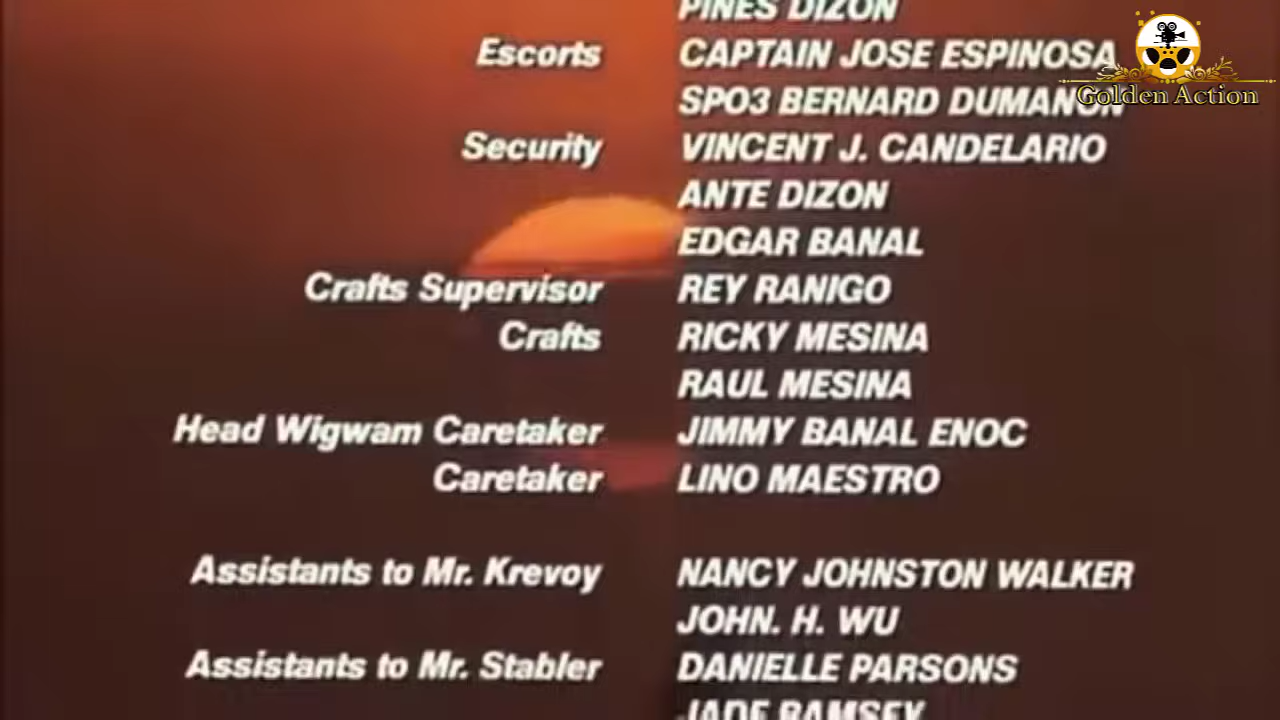 PINES DIZON
Escorts CAPTAIN JOSE ESPINOSA
SPO3 BERNARD DUMANON
Security VINCENT J. CANDELARIO
ANTE DIZON
EDGAR BANAL
Crafts Supervisor REY RANIGO
Crafts RICKY MESINA
RAUL MESINA
Head Wigwam Caretaker JIMMY BANAL ENOC
Caretaker LINO MAESTRO
Assistants to Mr. Krevoy NANCY JOHNSTON WALKER
JOHN. H. WU
Assistants to Mr. Stabler DANIELLE PARSONS
JADE RAMSEY
Golden Action